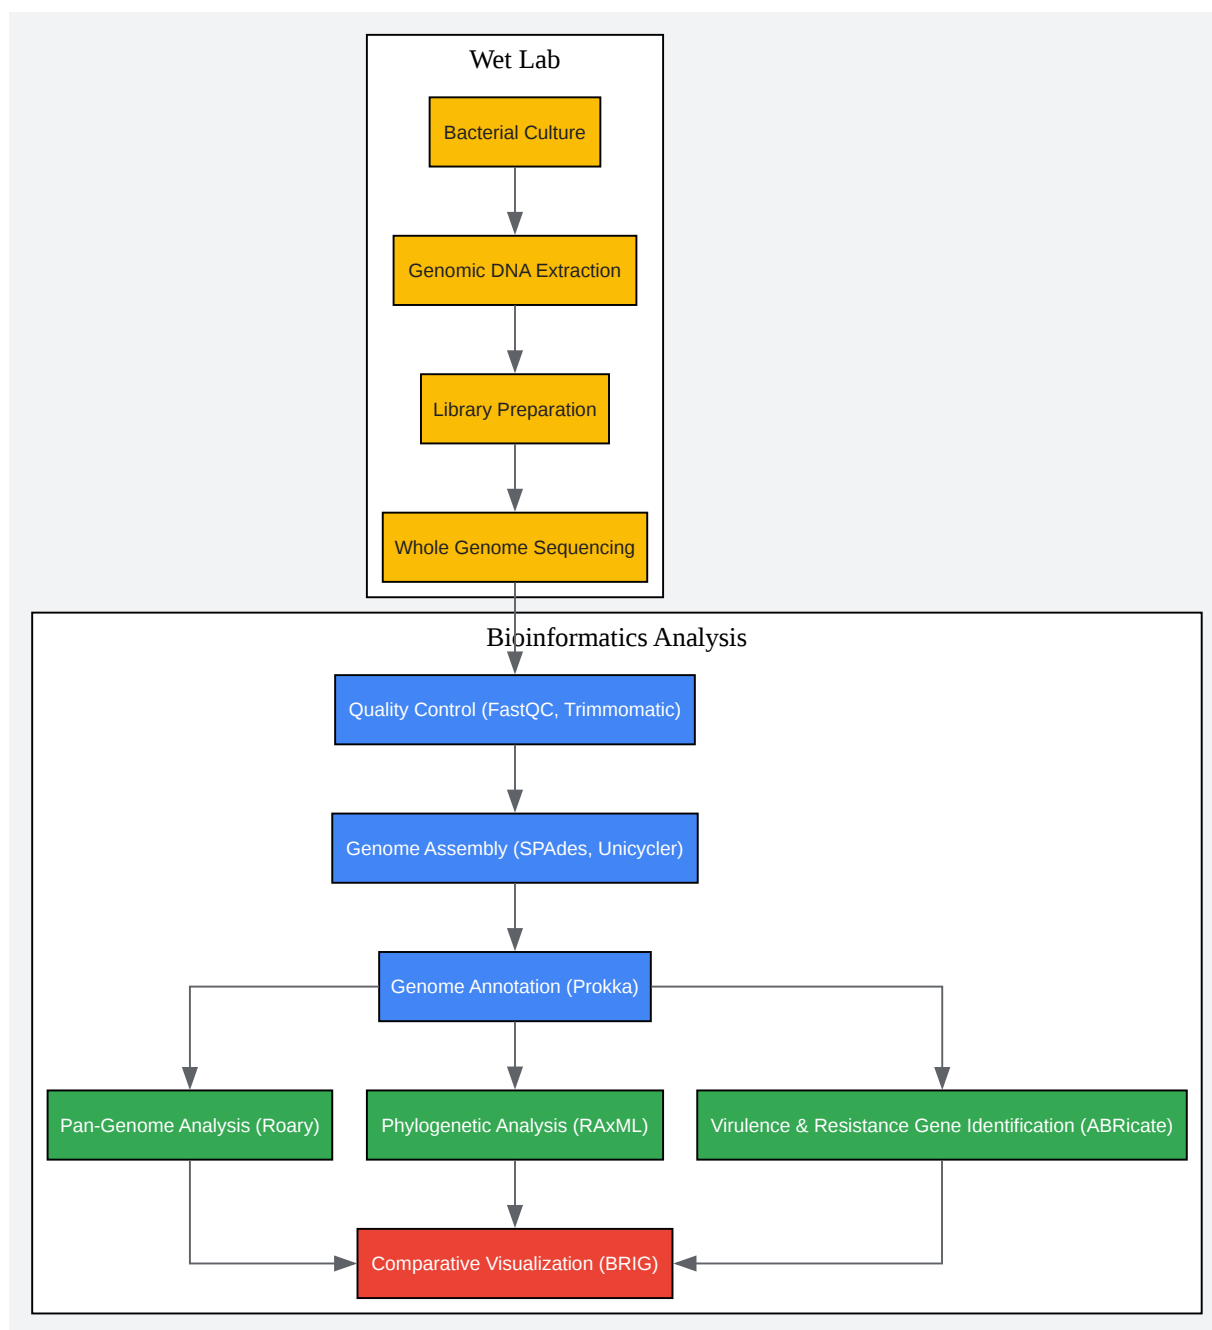 Wet Lab
Bacterial Culture
Genomic DNA Extraction
Library Preparation
Whole Genome Sequencing
Bioinformatics Analysis
Quality Control (FastQC, Trimmomatic)
Genome Assembly (SPAdes, Unicycler)
Genome Annotation (Prokka)
Pan-Genome Analysis (Roary)
Phylogenetic Analysis (RAxML)
Virulence & Resistance Gene Identification (ABRicate)
Comparative Visualization (BRIG)